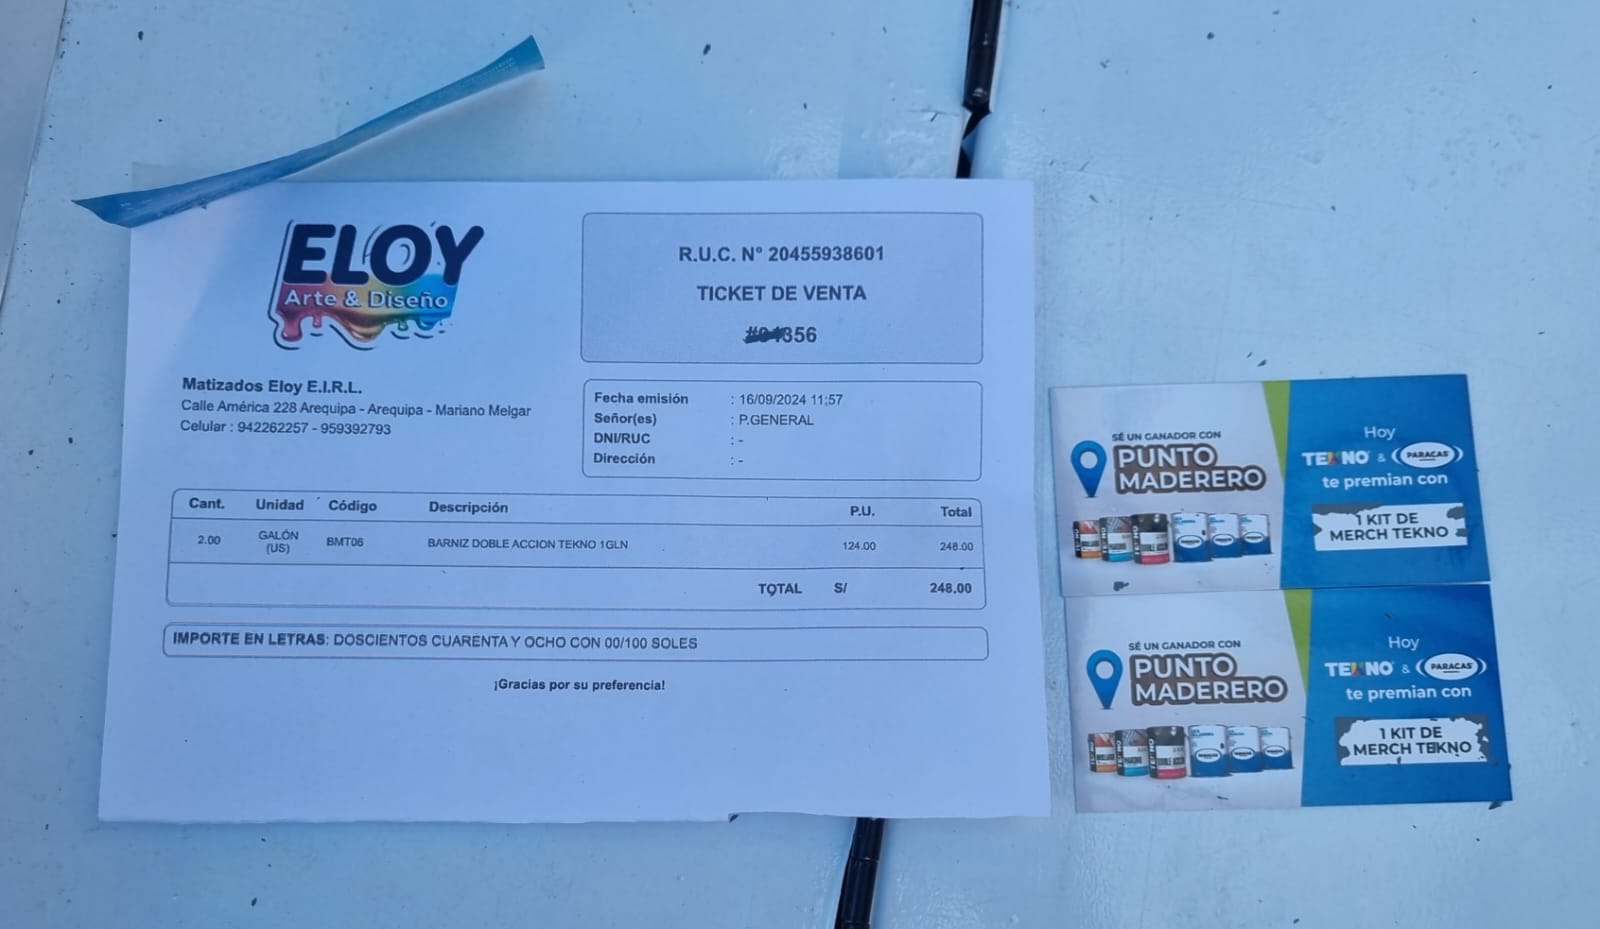 ELOY
Arte & Diseño
R.U.C. N° 20455938601
TICKET DE VENTA
356
Matizados Eloy E.I.R.L.
Calle América 228 Arequipa - Arequipa - Mariano Melgar
Celular : 942262257 - 959392793
Fecha emisión : 16/09/2024 11:57
Señor(es) : P.GENERAL
DNI/RUC : -
Dirección : -
Cant. Unidad Código Descripción P.U. Total
2.00 GALÓN (US) BMT06 BARNIZ DOBLE ACCION TEKNO 1GLN 124.00 248.00
TOTAL S/ 248.00
IMPORTE EN LETRAS: DOSCIENTOS CUARENTA Y OCHO CON 00/100 SOLES
¡Gracias por su preferencia!
SÉ UN GANADOR CON
PUNTO
MADERERO
Hoy
TEKNO & PARACAS
te premian con
1 KIT DE
MERCH TEKNO
SÉ UN GANADOR CON
PUNTO
MADERERO
Hoy
TEKNO & PARACAS
te premian con
1 KIT DE
MERCH TEKNO